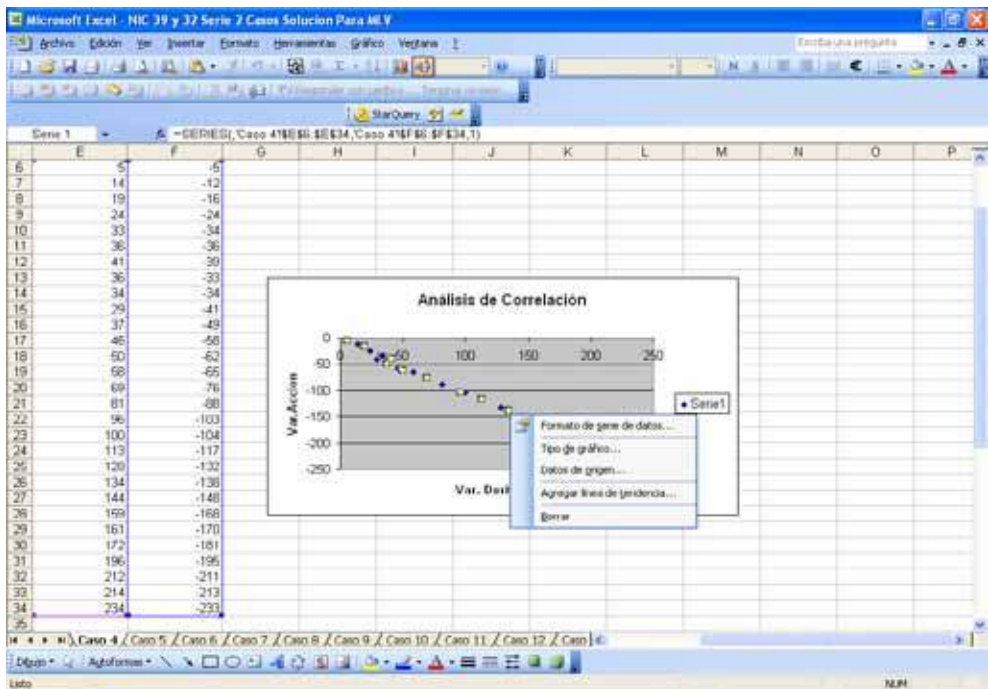 Microsoft Excel - NIC 39 y 32 Serie 2 Casos Solucion Para MLV
Archivo Edición Ver Insertar Formato Herramientas Gráfico Ventana ?
Escriba una pregunta
N
StarQuery
Serie 1
=SERIES(,'Caso 4'!$E$6:$E$34,'Caso 4'!$F$6:$F$34,1)
E F G H I J K L M N O P
6 5 -5
7 14 -12
8 19 -16
9 24 -24
10 33 -34
11 38 -36
12 41 39
13 36 -33
14 34 -34
15 29 -41
16 37 -49
17 46 -58
18 50 -62
19 58 -65
20 69 76
21 81 -88
22 96 -103
23 100 -104
24 113 -117
25 128 -132
26 134 -138
27 144 -148
28 159 -168
29 161 -170
30 172 -181
31 196 -195
32 212 -211
33 214 213
34 234 -233
35
Análisis de Correlación
0
-50
-100
-150
-200
-250
0 50 100 150 200 250
Var.Accion
Var. Deri
Serie1
Formato de serie de datos...
Tipo de gráfico...
Datos de origen...
Agregar línea de tendencia...
Borrar
Caso 4 Caso 5 Caso 6 Caso 7 Caso 8 Caso 9 Caso 10 Caso 11 Caso 12 Caso
Dibujo Autoformas
Listo
NUM